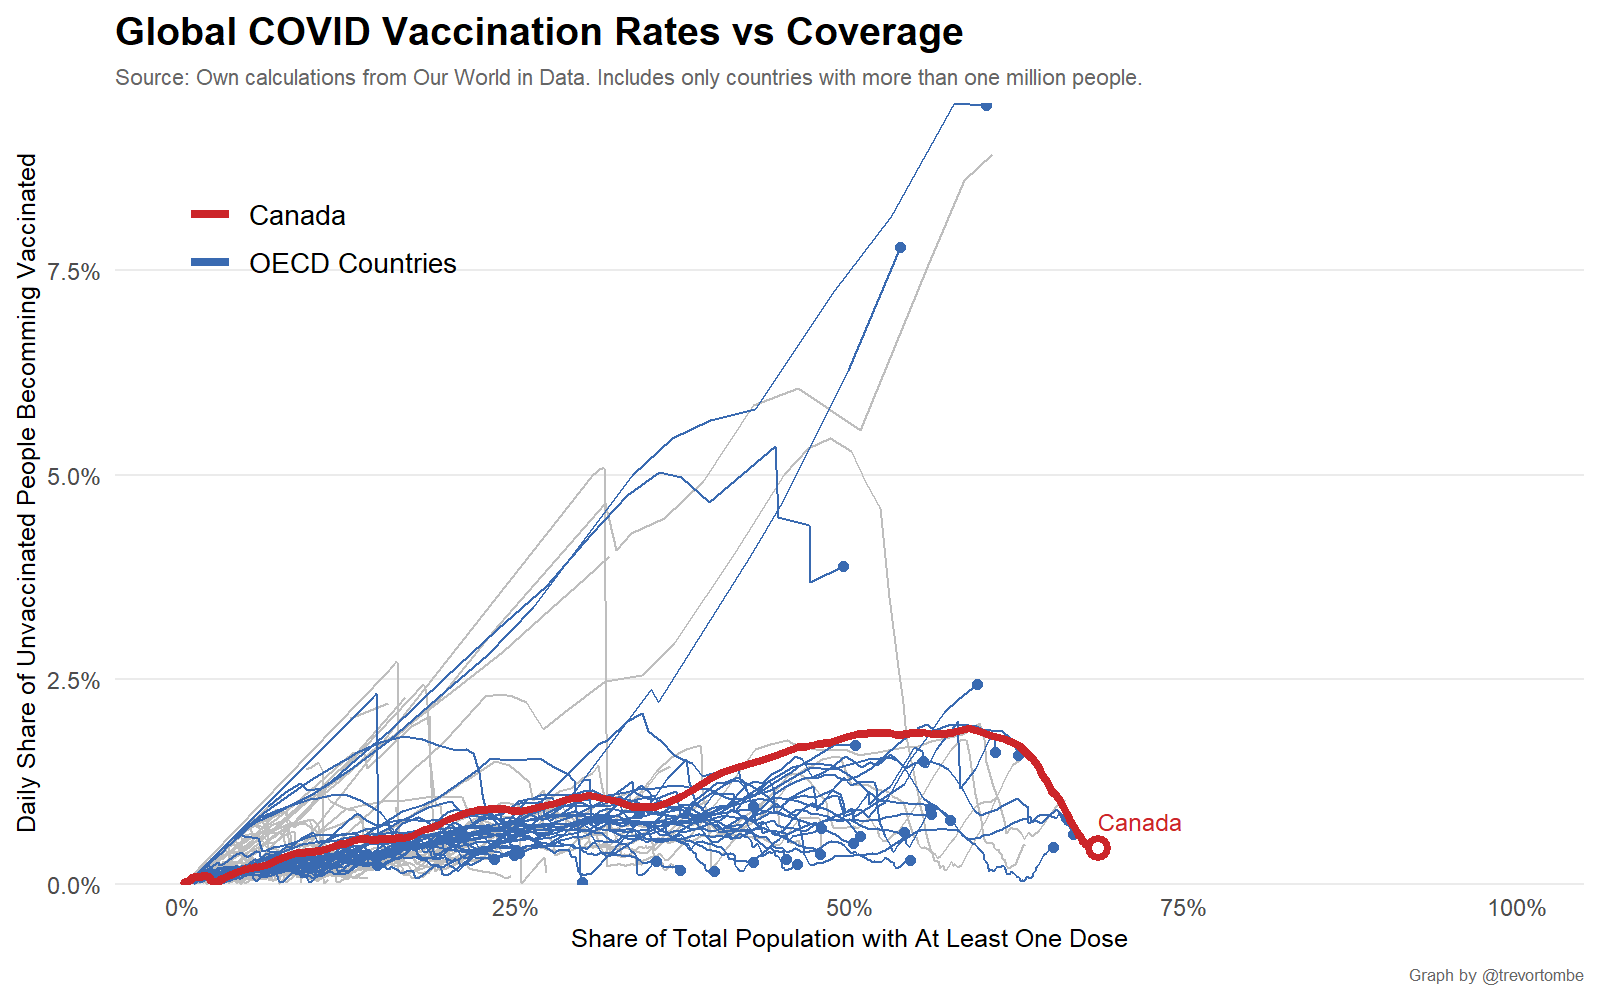 Global COVID Vaccination Rates vs Coverage
Source: Own calculations from Our World in Data. Includes only countries with more than one million people.
Daily Share of Unvaccinated People Becomming Vaccinated
Canada
OECD Countries
7.5%
5.0%
2.5%
0.0%
Canada
0%
25%
50%
75%
100%
Share of Total Population with At Least One Dose
Graph by @trevortombe